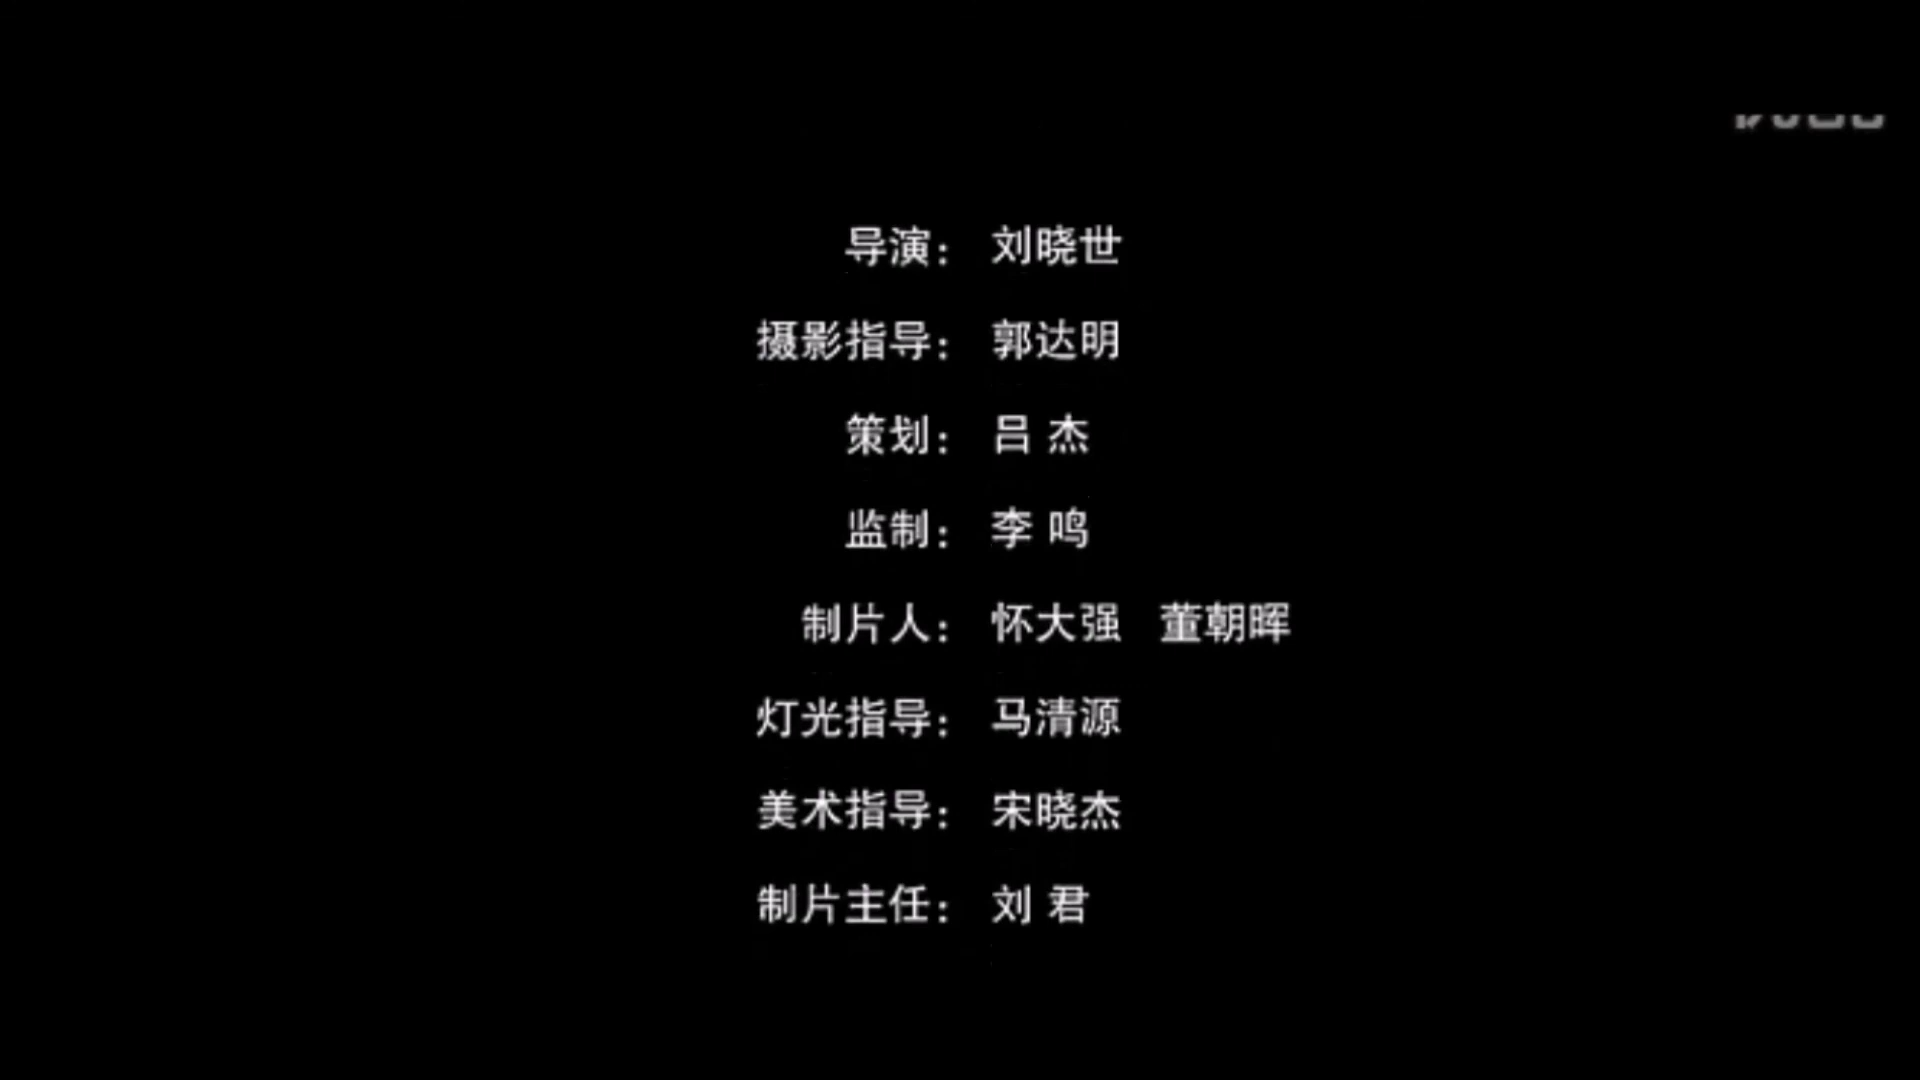 导演： 刘晓世
摄影指导： 郭达明
策划： 吕 杰
监制： 李 鸣
制片人： 怀大强 董朝晖
灯光指导： 马清源
美术指导： 宋晓杰
制片主任： 刘 君